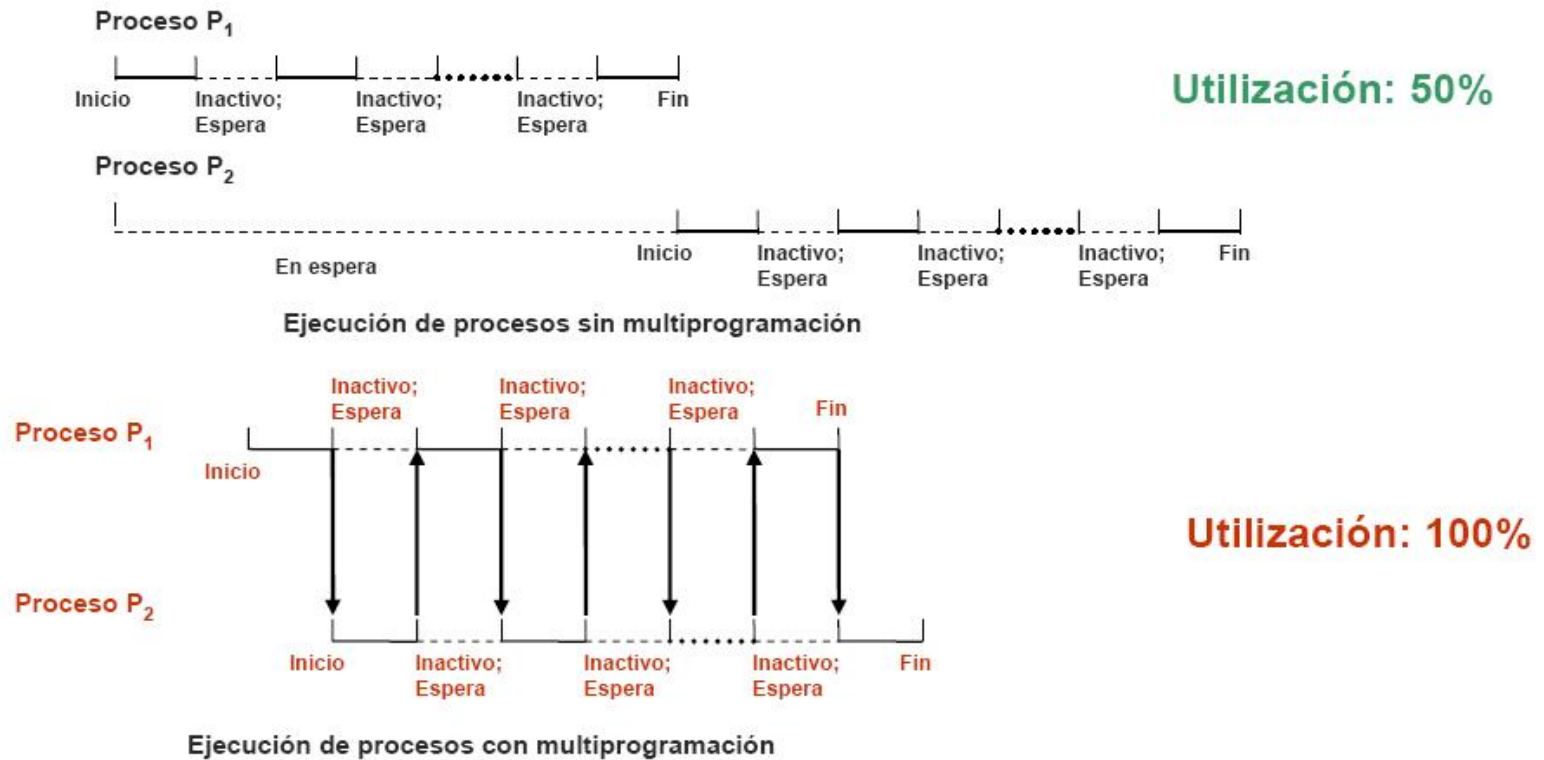 Proceso P1
Inicio
Inactivo;
Espera
Inactivo;
Espera
Inactivo;
Espera
Fin
Utilización: 50%
Proceso P2
En espera
Inicio
Inactivo;
Espera
Inactivo;
Espera
Inactivo;
Espera
Fin
Ejecución de procesos sin multiprogramación
Inactivo;
Espera
Inactivo;
Espera
Inactivo;
Espera
Fin
Proceso P1
Inicio
Utilización: 100%
Proceso P2
Inicio
Inactivo;
Espera
Inactivo;
Espera
Inactivo;
Espera
Fin
Ejecución de procesos con multiprogramación